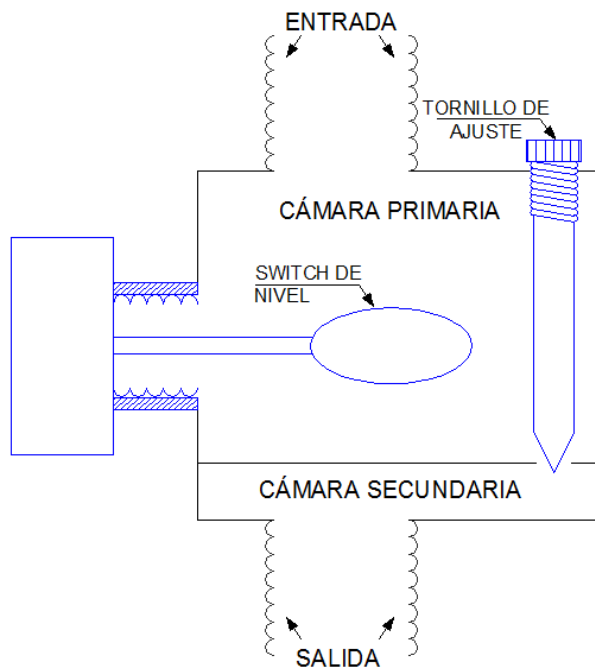 ENTRADA
TORNILLO DE
AJUSTE
CÁMARA PRIMARIA
SWITCH DE
NIVEL
CÁMARA SECUNDARIA
SALIDA